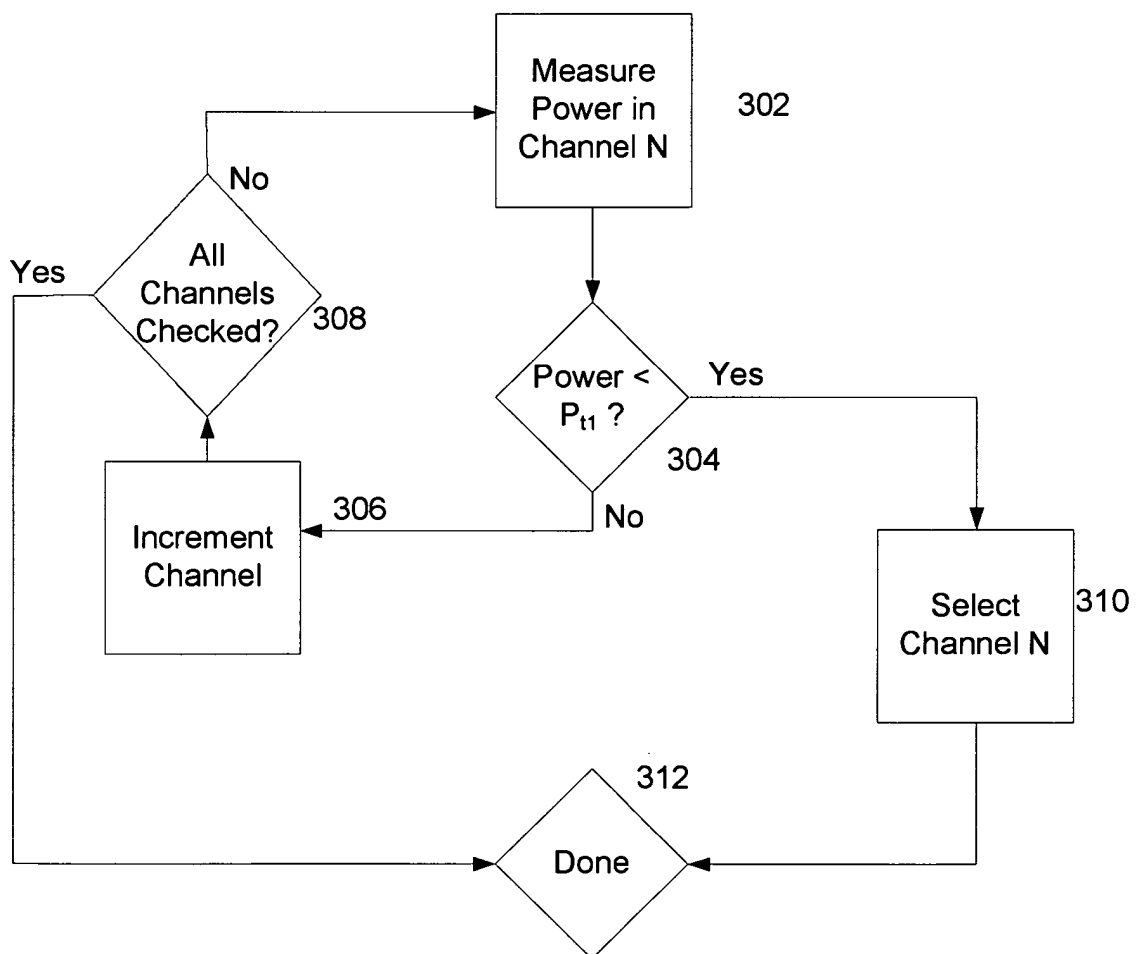 Measure
Power in
Channel N
302
No
All
Channels
Checked?
Yes
308
Power <
Pt1 ?
Yes
304
No
306
Increment
Channel
Select
Channel N
310
312
Done